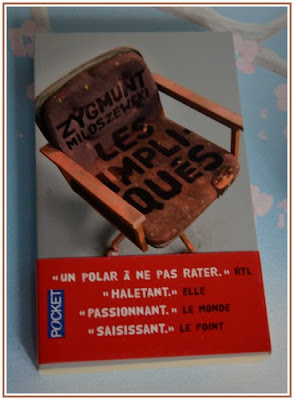 ZYGMUNT
MILOSZEWSKI
LES
IMPLI-
QUÉS
« UN POLAR À NE PAS RATER. » RTL
« HALETANT. » ELLE
« PASSIONNANT. » LE MONDE
« SAISISSANT. » LE POINT
POCKET